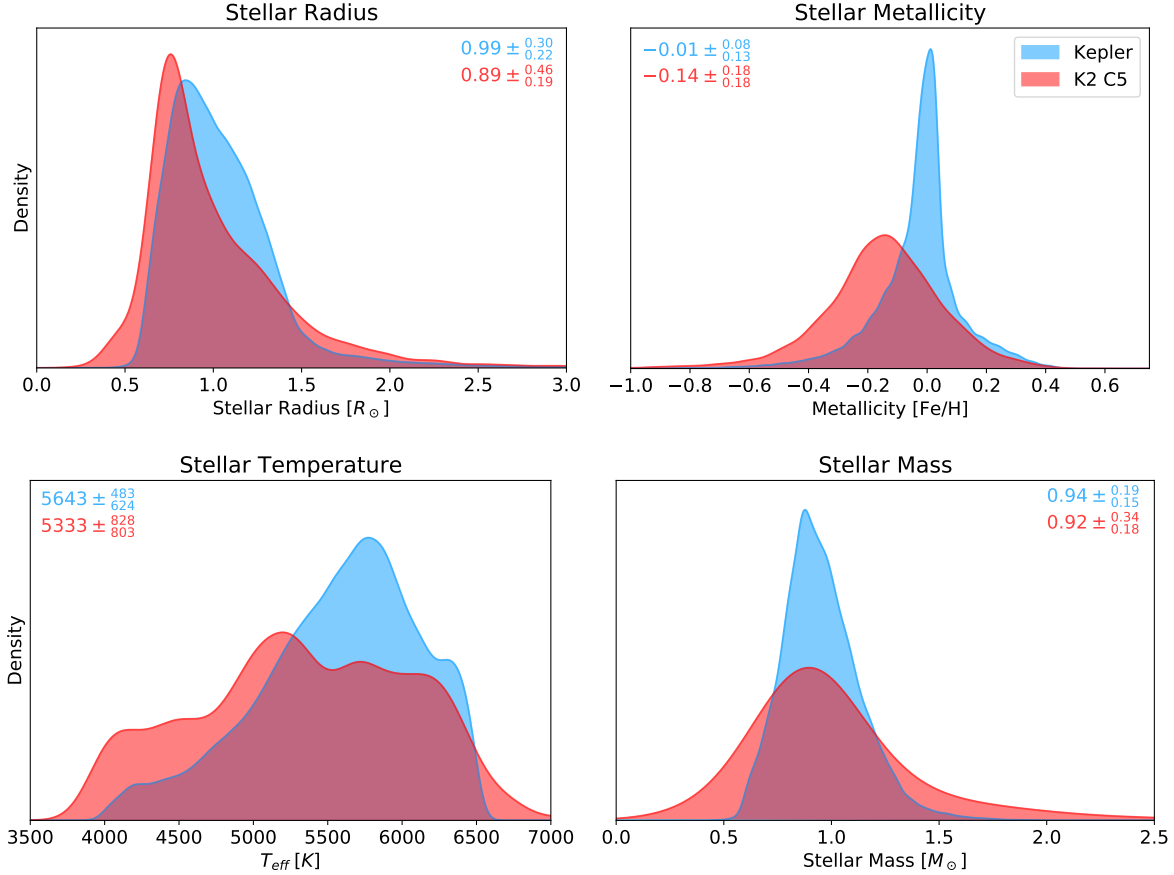 Stellar Radius
0.99 ± 0.30 0.22
0.89 ± 0.46 0.19
Density
0.0 0.5 1.0 1.5 2.0 2.5 3.0
Stellar Radius [R⊙]
Stellar Metallicity
−0.01 ± 0.08 0.13
−0.14 ± 0.18 0.18
Kepler
K2 C5
−1.0 −0.8 −0.6 −0.4 −0.2 0.0 0.2 0.4 0.6
Metallicity [Fe/H]
Stellar Temperature
5643 ± 483 624
5333 ± 828 803
Density
3500 4000 4500 5000 5500 6000 6500 7000
Teff [K]
Stellar Mass
0.94 ± 0.19 0.15
0.92 ± 0.34 0.18
0.0 0.5 1.0 1.5 2.0 2.5
Stellar Mass [M⊙]